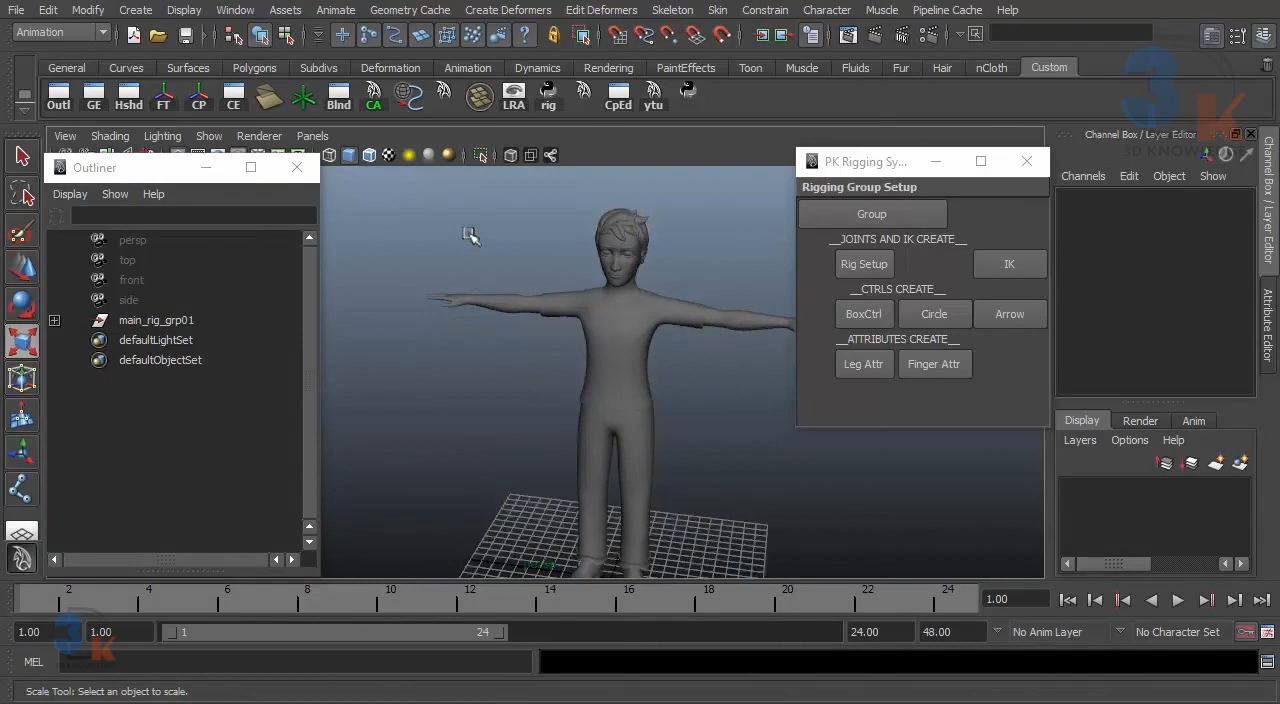 File Edit Modify Create Display Window Assets Animate Geometry Cache Create Deformers Edit Deformers Skeleton Skin Constrain Character Muscle Pipeline Cache Help
Animation
General Curves Surfaces Polygons Subdivs Deformation Animation Dynamics Rendering PaintEffects Toon Muscle Fluids Fur Hair nCloth Custom
Outl GE Hshd FT CP CE Blnd CA LRA rig CpEd ytu
View Shading Lighting Show Renderer Panels
Channel Box / Layer Editor
3K
Outliner
Display Show Help
persp
top
front
side
main_rig_grp01
defaultLightSet
defaultObjectSet
PK Rigging Sy...
Rigging Group Setup
Group
__JOINTS AND IK CREATE__
Rig Setup IK
__CTRLS CREATE__
BoxCtrl Circle Arrow
__ATTRIBUTES CREATE__
Leg Attr Finger Attr
Channels Edit Object Show
Channel Box / Layer Editor
Attribute Editor
Display Render Anim
Layers Options Help
persp
2 4 6 8 10 12 14 16 18 20 22 24
1.00
1.00 1.00 1 24 24.00 48.00 No Anim Layer No Character Set
3K
MEL
Scale Tool: Select an object to scale.